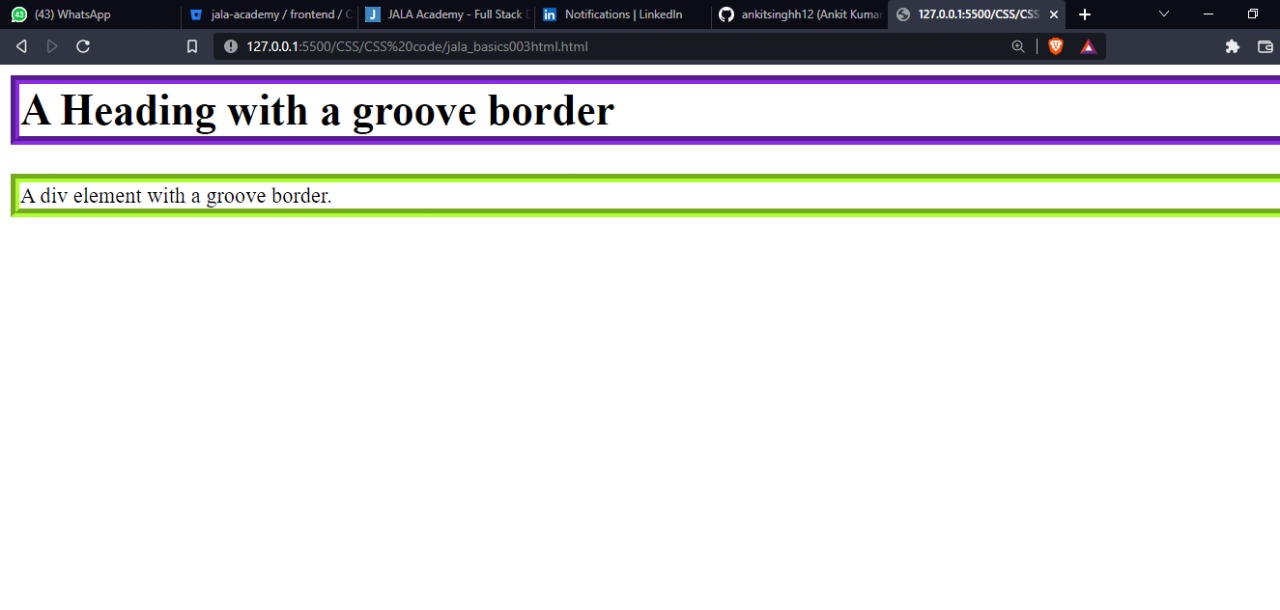 (43) WhatsApp
jala-academy / frontend / C
JALA Academy - Full Stack D
Notifications | LinkedIn
ankitsinghh12 (Ankit Kumar
127.0.0.1:5500/CSS/CSS
127.0.0.1:5500/CSS/CSS%20code/jala_basics003html.html
A Heading with a groove border
A div element with a groove border.